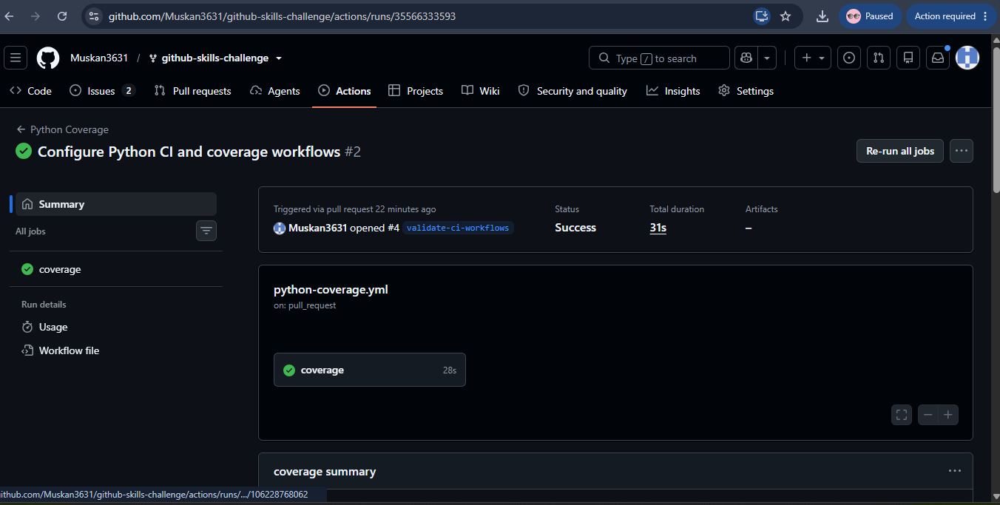 github.com/Muskan3631/github-skills-challenge/actions/runs/35566333593
Paused
Action required
Muskan3631 / github-skills-challenge
Type / to search
Code
Issues 2
Pull requests
Agents
Actions
Projects
Wiki
Security and quality
Insights
Settings
Python Coverage
Configure Python CI and coverage workflows #2
Re-run all jobs
Summary
All jobs
coverage
Run details
Usage
Workflow file
Triggered via pull request 22 minutes ago
Muskan3631 opened #4 validate-ci-workflows
Status
Success
Total duration
31s
Artifacts
–
python-coverage.yml
on: pull_request
coverage 28s
coverage summary
github.com/Muskan3631/github-skills-challenge/actions/runs/.../106228768062